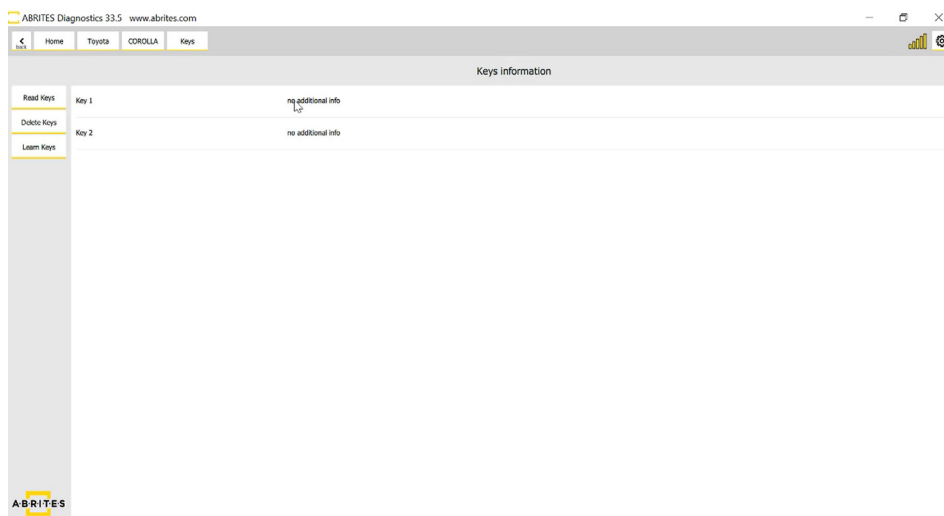 ABRITES Diagnostics 33.5 www.abrites.com
back Home Toyota COROLLA Keys
Keys information
Read Keys
Key 1 no additional info
Delete Keys
Key 2 no additional info
Learn Keys
A·B·R·I·T·E·S